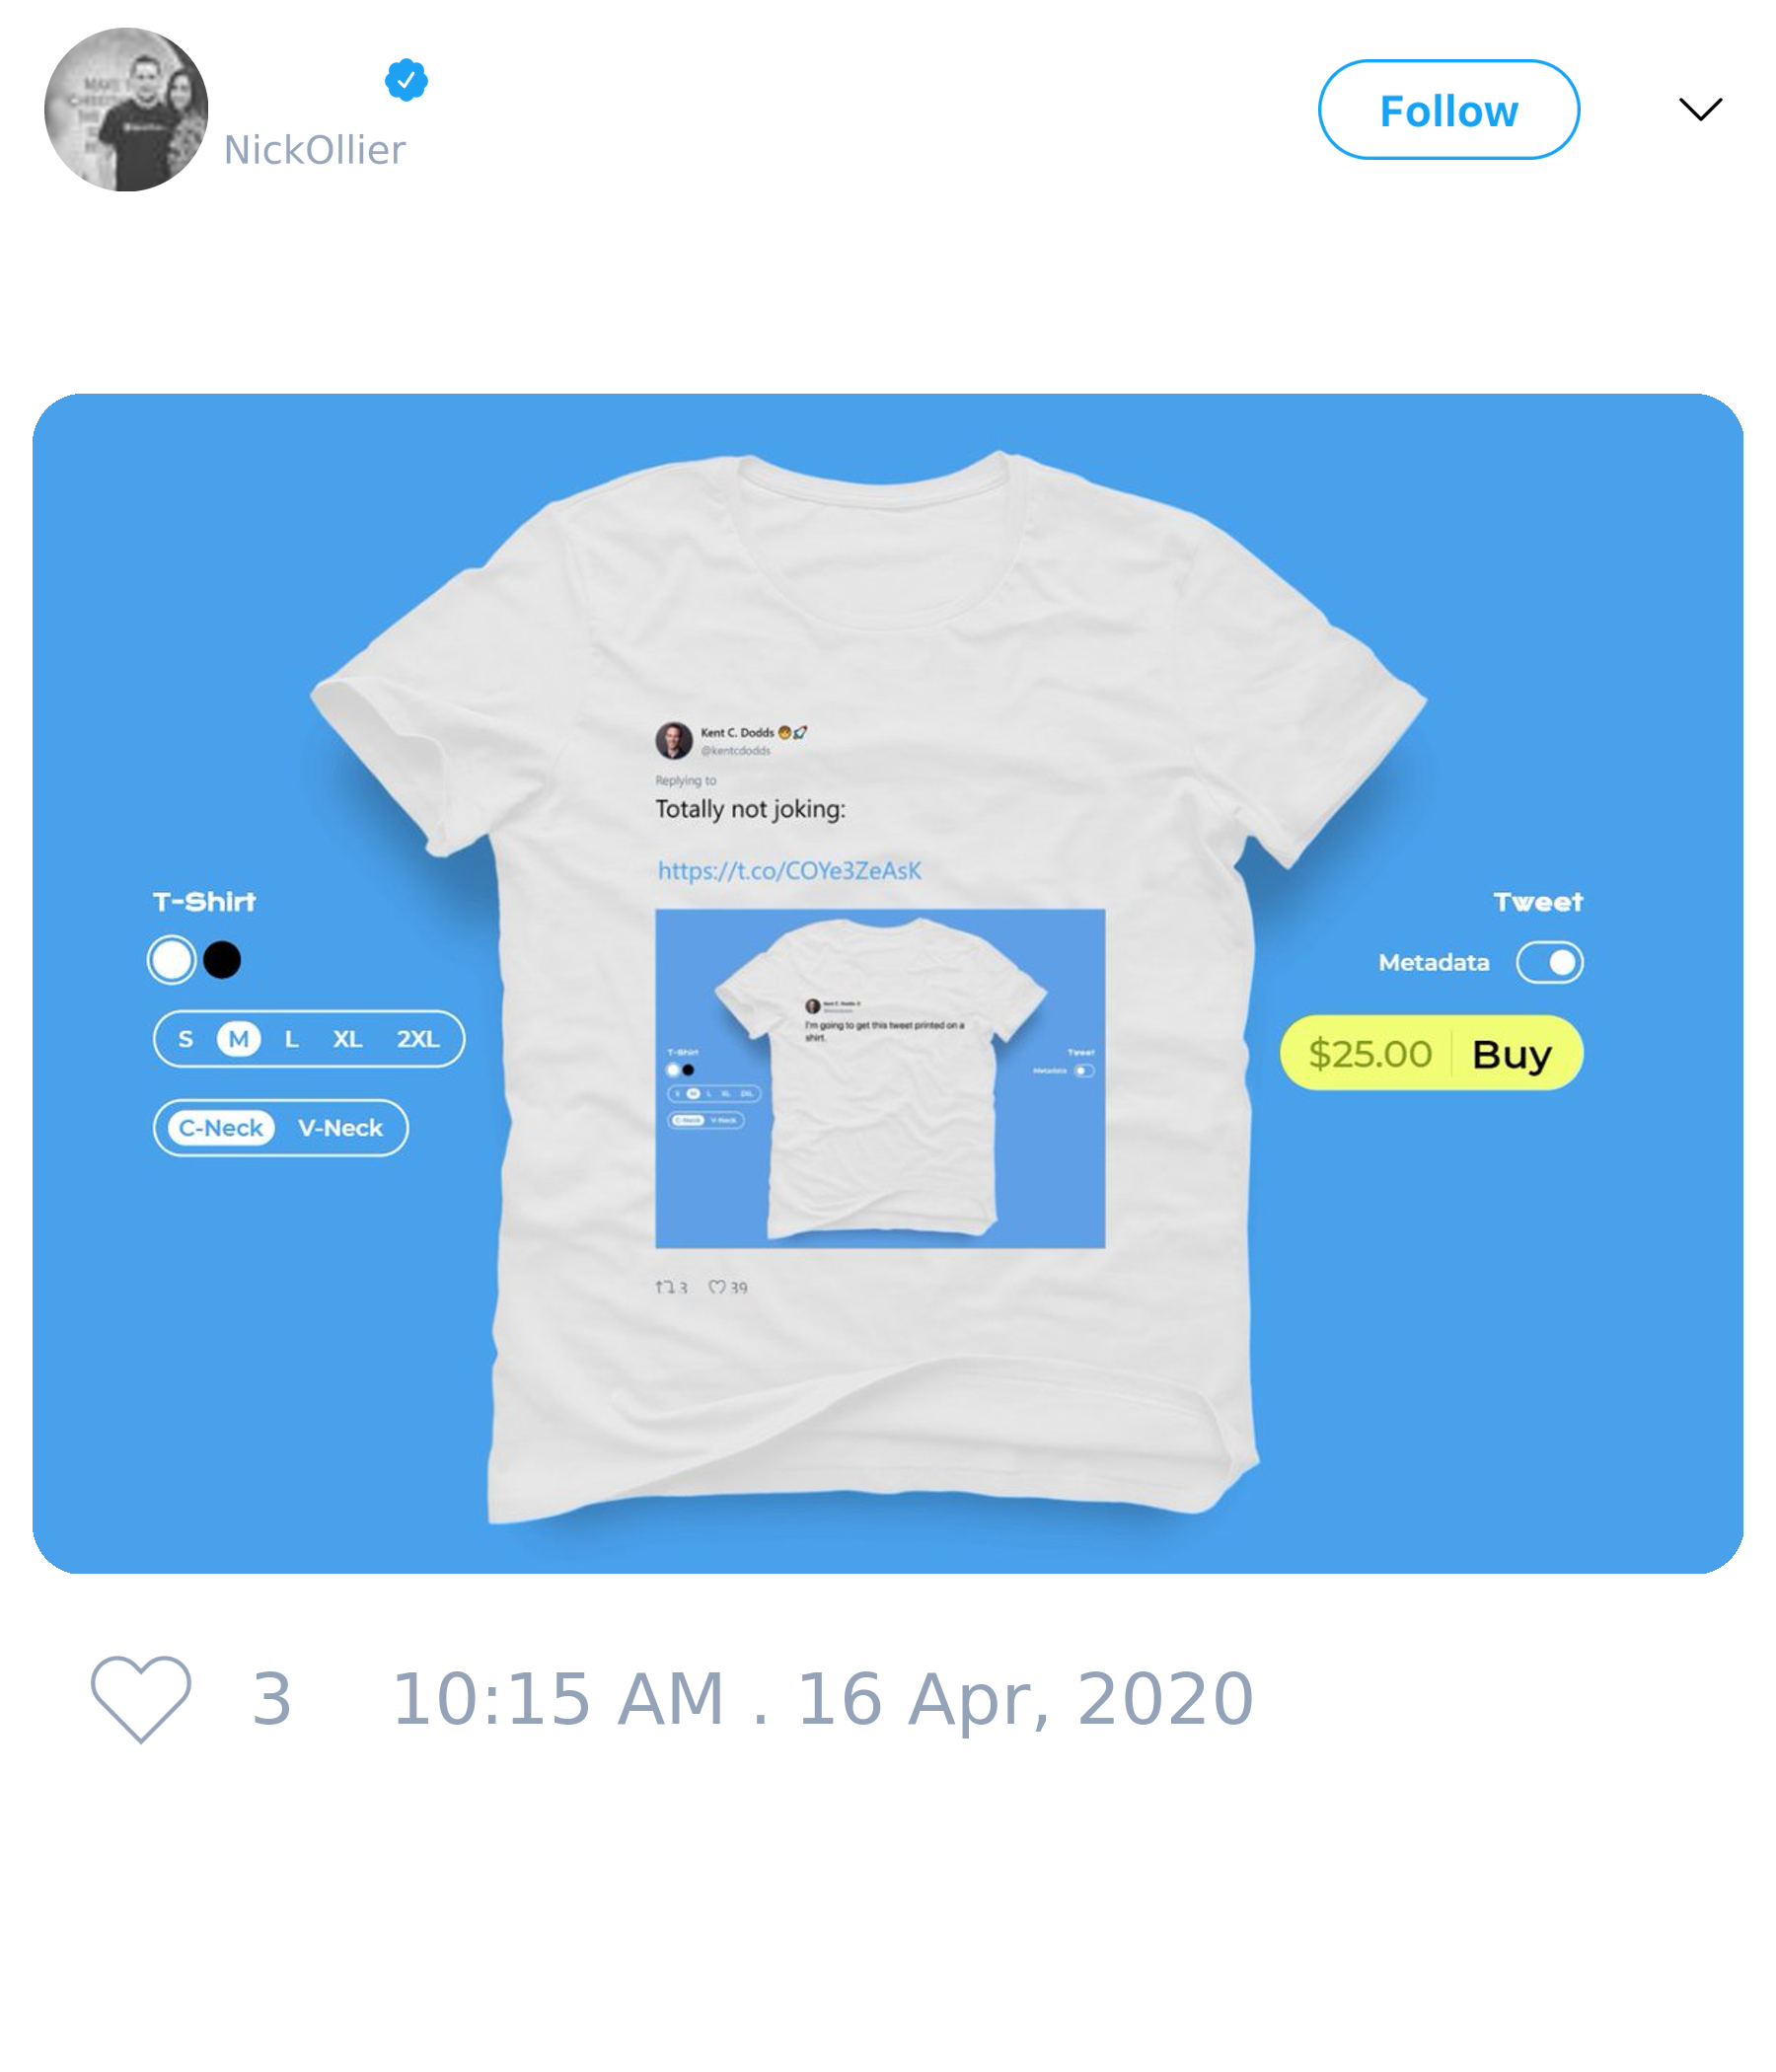 NickOllier
Follow
Kent C. Dodds
@kentcdodds
Replying to
Totally not joking:
https://t.co/COYe3ZeAsK
I'm going to get this tweet printed on a
shirt.
T-Shirt
Tweet
Metadata
S M L XL 2XL
C-Neck V-Neck
3 39
T-Shirt
S M L XL 2XL
C-Neck V-Neck
Tweet
Metadata
$25.00 Buy
3 10:15 AM . 16 Apr, 2020